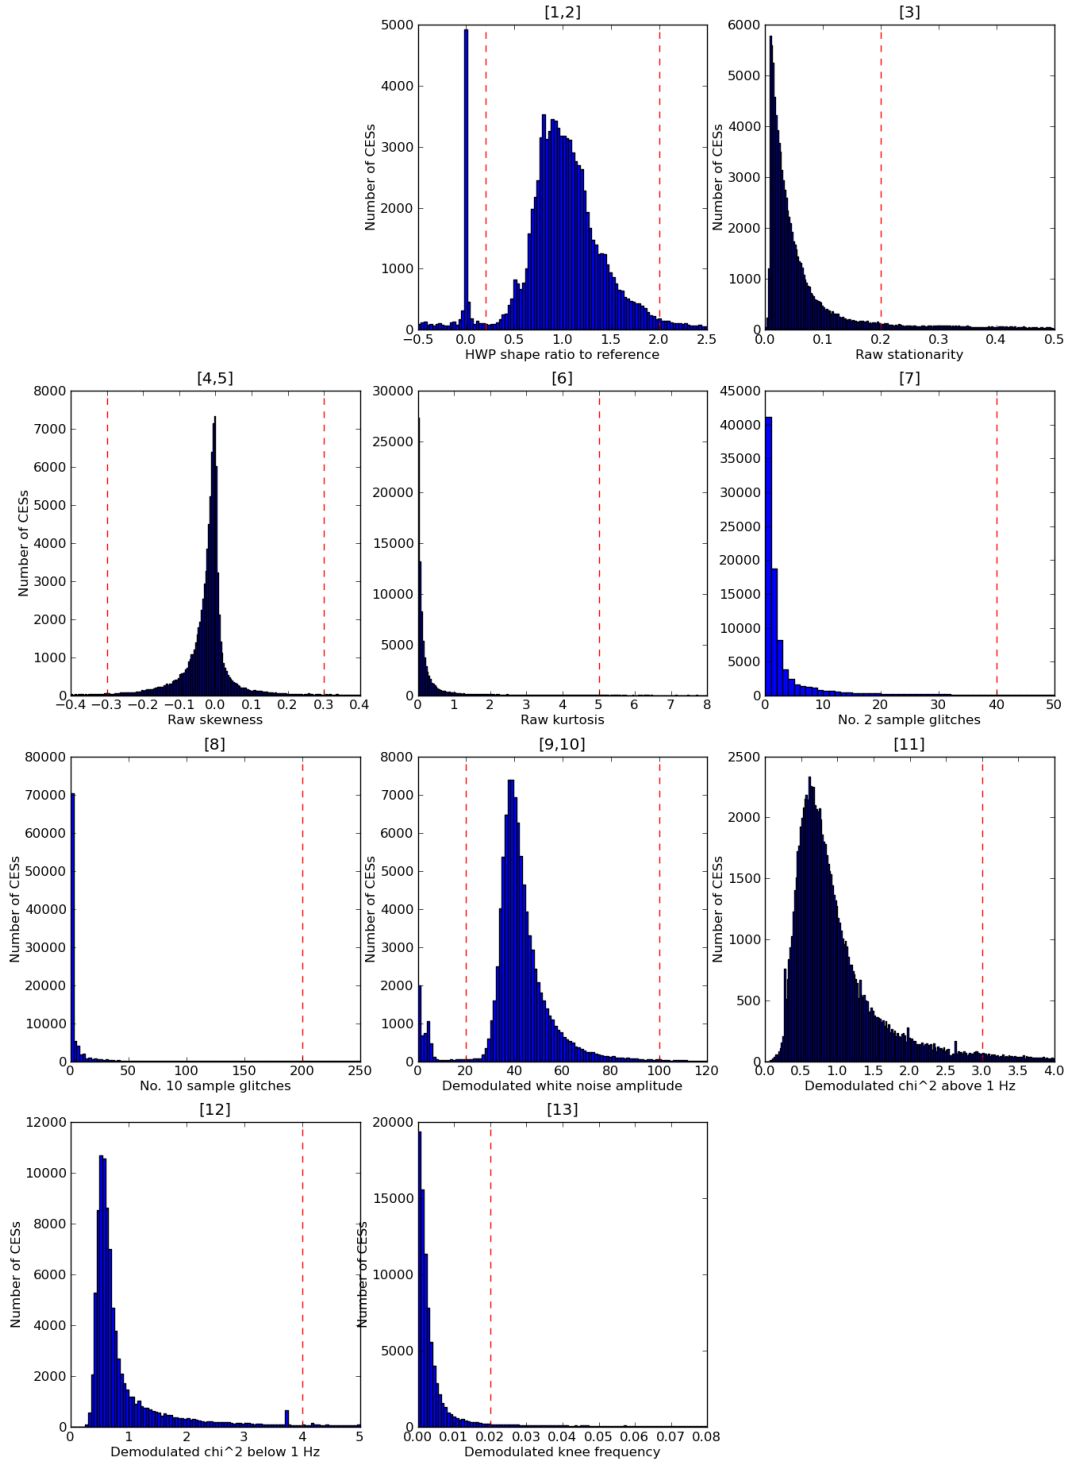 [1,2]
Number of CESs
5000
4000
3000
2000
1000
0
−0.5 0.0 0.5 1.0 1.5 2.0 2.5
HWP shape ratio to reference
[3]
Number of CESs
6000
5000
4000
3000
2000
1000
0
0.0 0.1 0.2 0.3 0.4 0.5
Raw stationarity
[4,5]
Number of CESs
8000
7000
6000
5000
4000
3000
2000
1000
0
−0.4 −0.3 −0.2 −0.1 0.0 0.1 0.2 0.3 0.4
Raw skewness
[6]
Number of CESs
30000
25000
20000
15000
10000
5000
0
0 1 2 3 4 5 6 7 8
Raw kurtosis
[7]
Number of CESs
45000
40000
35000
30000
25000
20000
15000
10000
5000
0
0 10 20 30 40 50
No. 2 sample glitches
[8]
Number of CESs
80000
70000
60000
50000
40000
30000
20000
10000
0
0 50 100 150 200 250
No. 10 sample glitches
[9,10]
Number of CESs
8000
7000
6000
5000
4000
3000
2000
1000
0
0 20 40 60 80 100 120
Demodulated white noise amplitude
[11]
Number of CESs
2500
2000
1500
1000
500
0
0.0 0.5 1.0 1.5 2.0 2.5 3.0 3.5 4.0
Demodulated chi^2 above 1 Hz
[12]
Number of CESs
12000
10000
8000
6000
4000
2000
0
0 1 2 3 4 5
Demodulated chi^2 below 1 Hz
[13]
Number of CESs
20000
15000
10000
5000
0
0.00 0.01 0.02 0.03 0.04 0.05 0.06 0.07 0.08
Demodulated knee frequency